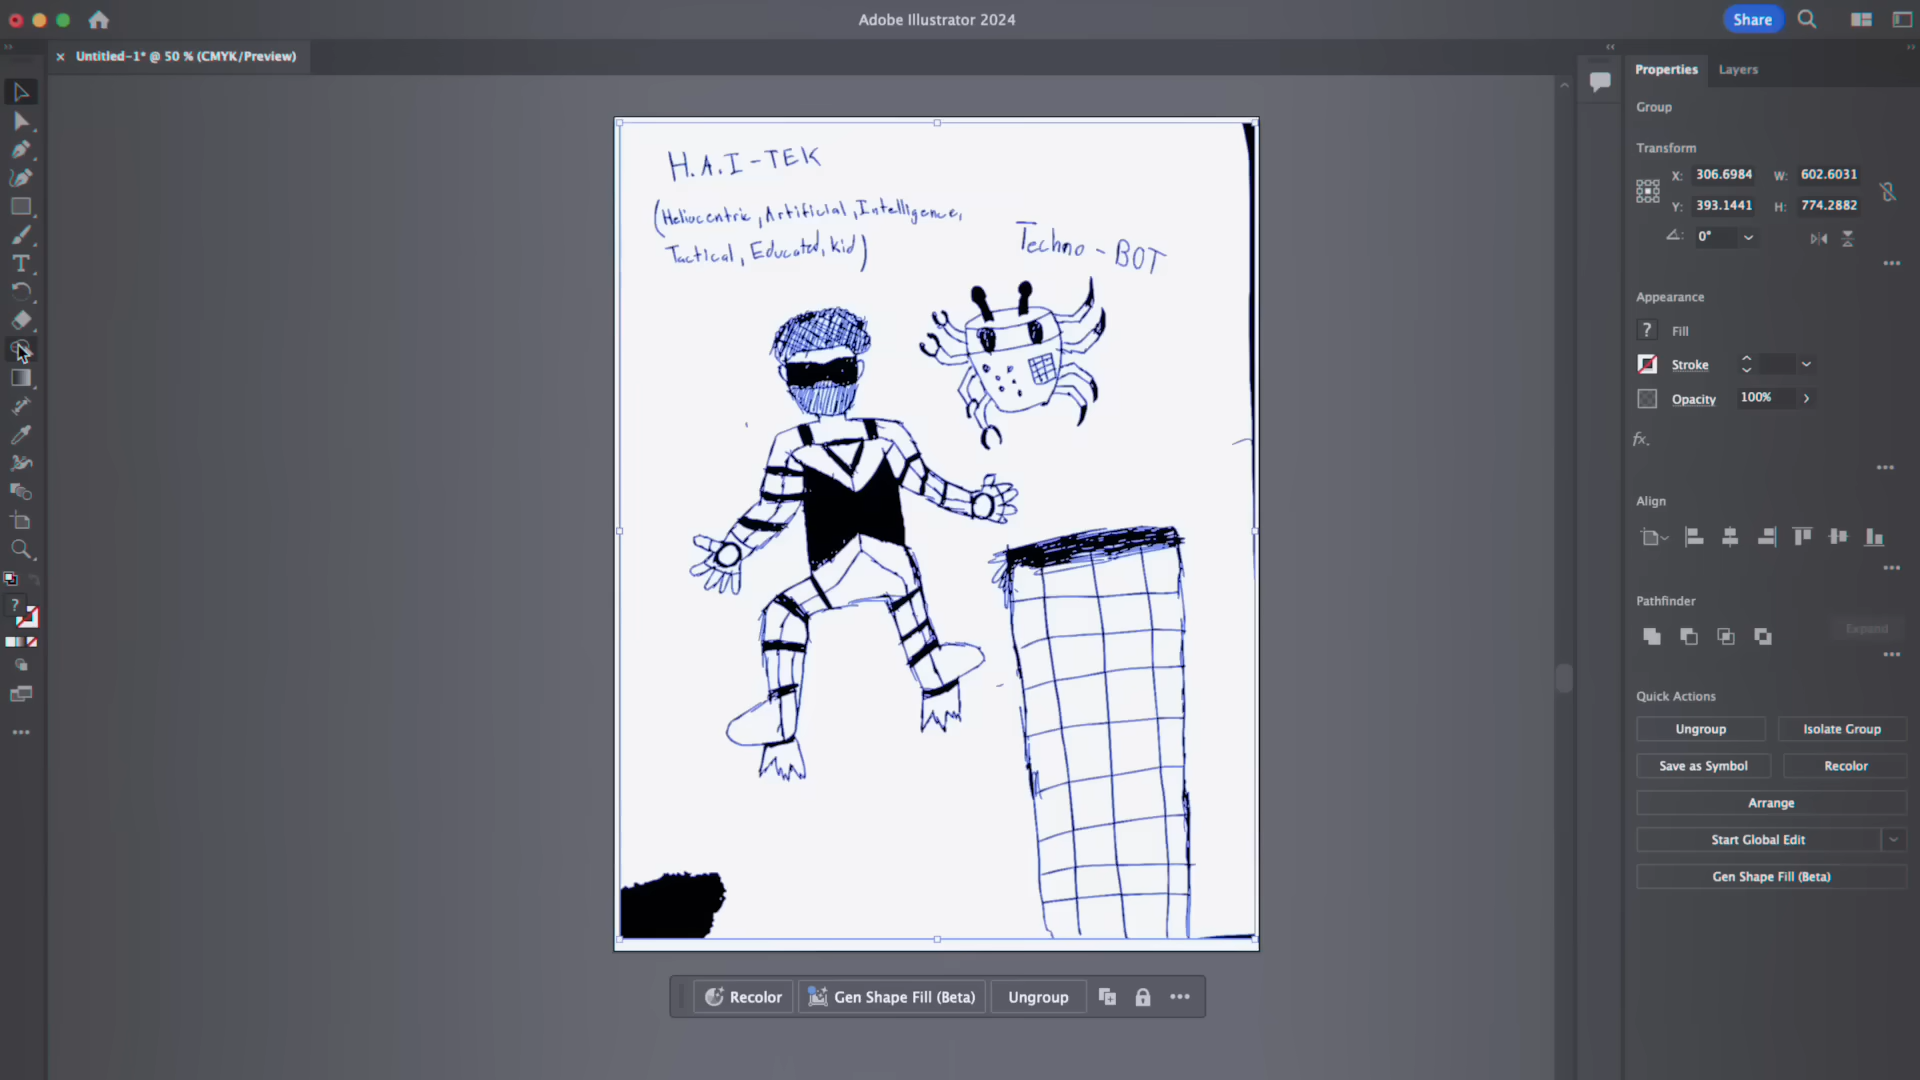 Adobe Illustrator 2024
Share
Untitled-1* @ 50 % (CMYK/Preview)
Properties
Layers
Group
Transform
X: 306.6984
W: 602.6031
Y: 393.1441
H: 774.2882
0°
Appearance
? Fill
Stroke
Opacity
100%
fx.
Align
Pathfinder
Expand
Quick Actions
Ungroup
Isolate Group
Save as Symbol
Recolor
Arrange
Start Global Edit
Gen Shape Fill (Beta)
H.A.I-TEK
(Heliocentric, Artificial, Intelligence,
Tactical, Educated, kid)
Techno-BOT
?
Recolor
Gen Shape Fill (Beta)
Ungroup